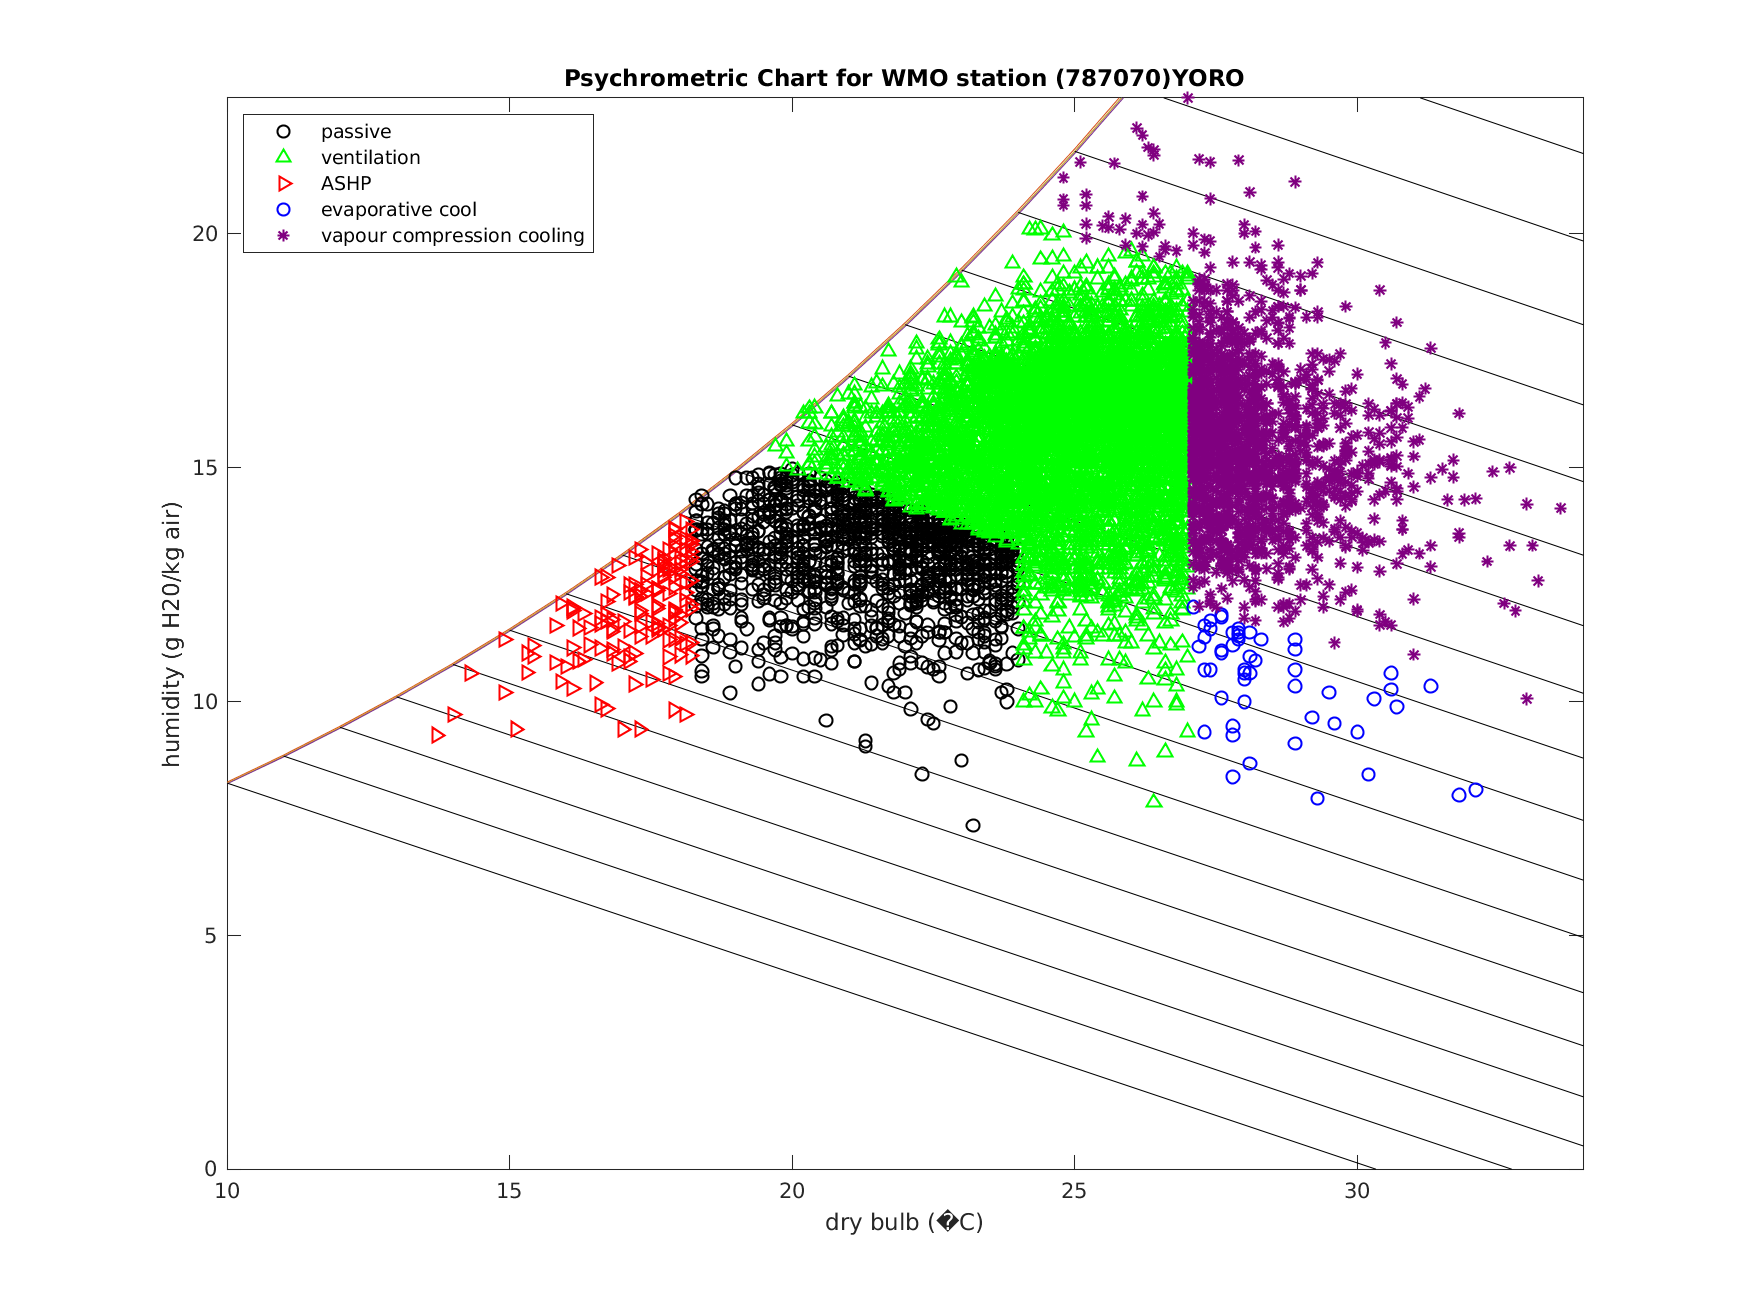 Psychrometric Chart for WMO station (787070)YORO
passive
ventilation
ASHP
evaporative cool
vapour compression cooling
20
15
10
5
0
humidity (g H20/kg air)
10 15 20 25 30
dry bulb (�C)